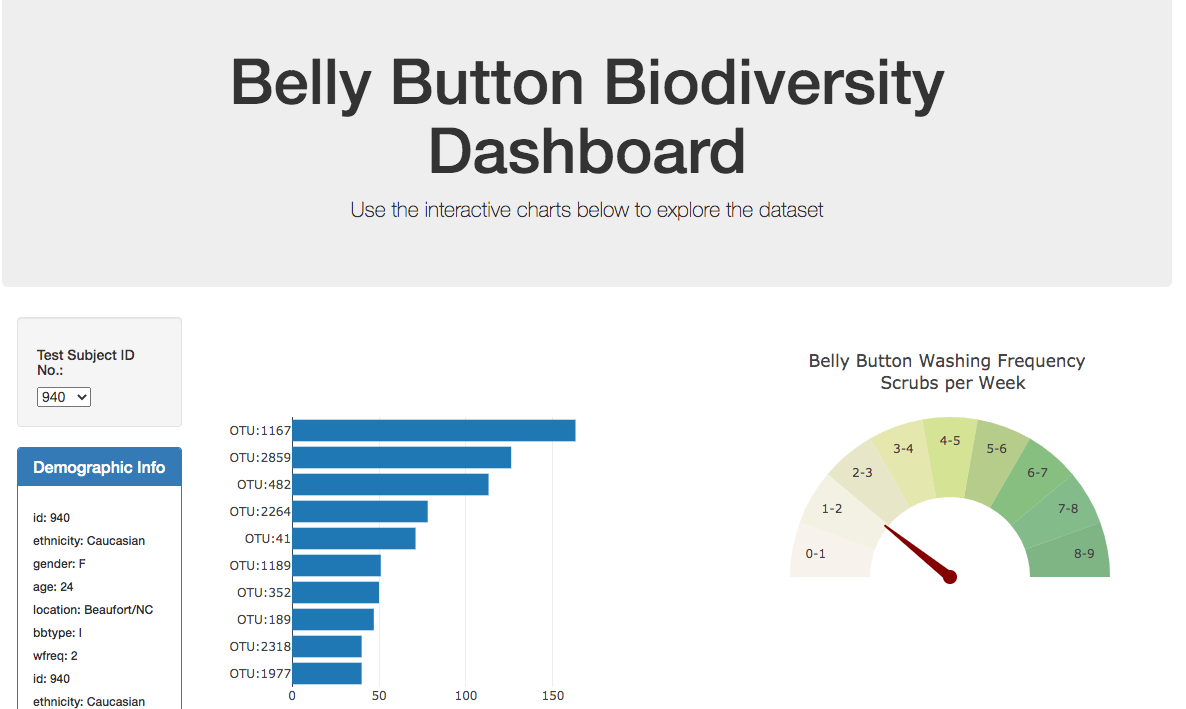 Belly Button Biodiversity
Dashboard
Use the interactive charts below to explore the dataset
Test Subject ID
No.:
940
Demographic Info
id: 940
ethnicity: Caucasian
gender: F
age: 24
location: Beaufort/NC
bbtype: I
wfreq: 2
id: 940
ethnicity: Caucasian
OTU:1167
OTU:2859
OTU:482
OTU:2264
OTU:41
OTU:1189
OTU:352
OTU:189
OTU:2318
OTU:1977
0 50 100 150
Belly Button Washing Frequency
Scrubs per Week
0-1
1-2
2-3
3-4
4-5
5-6
6-7
7-8
8-9